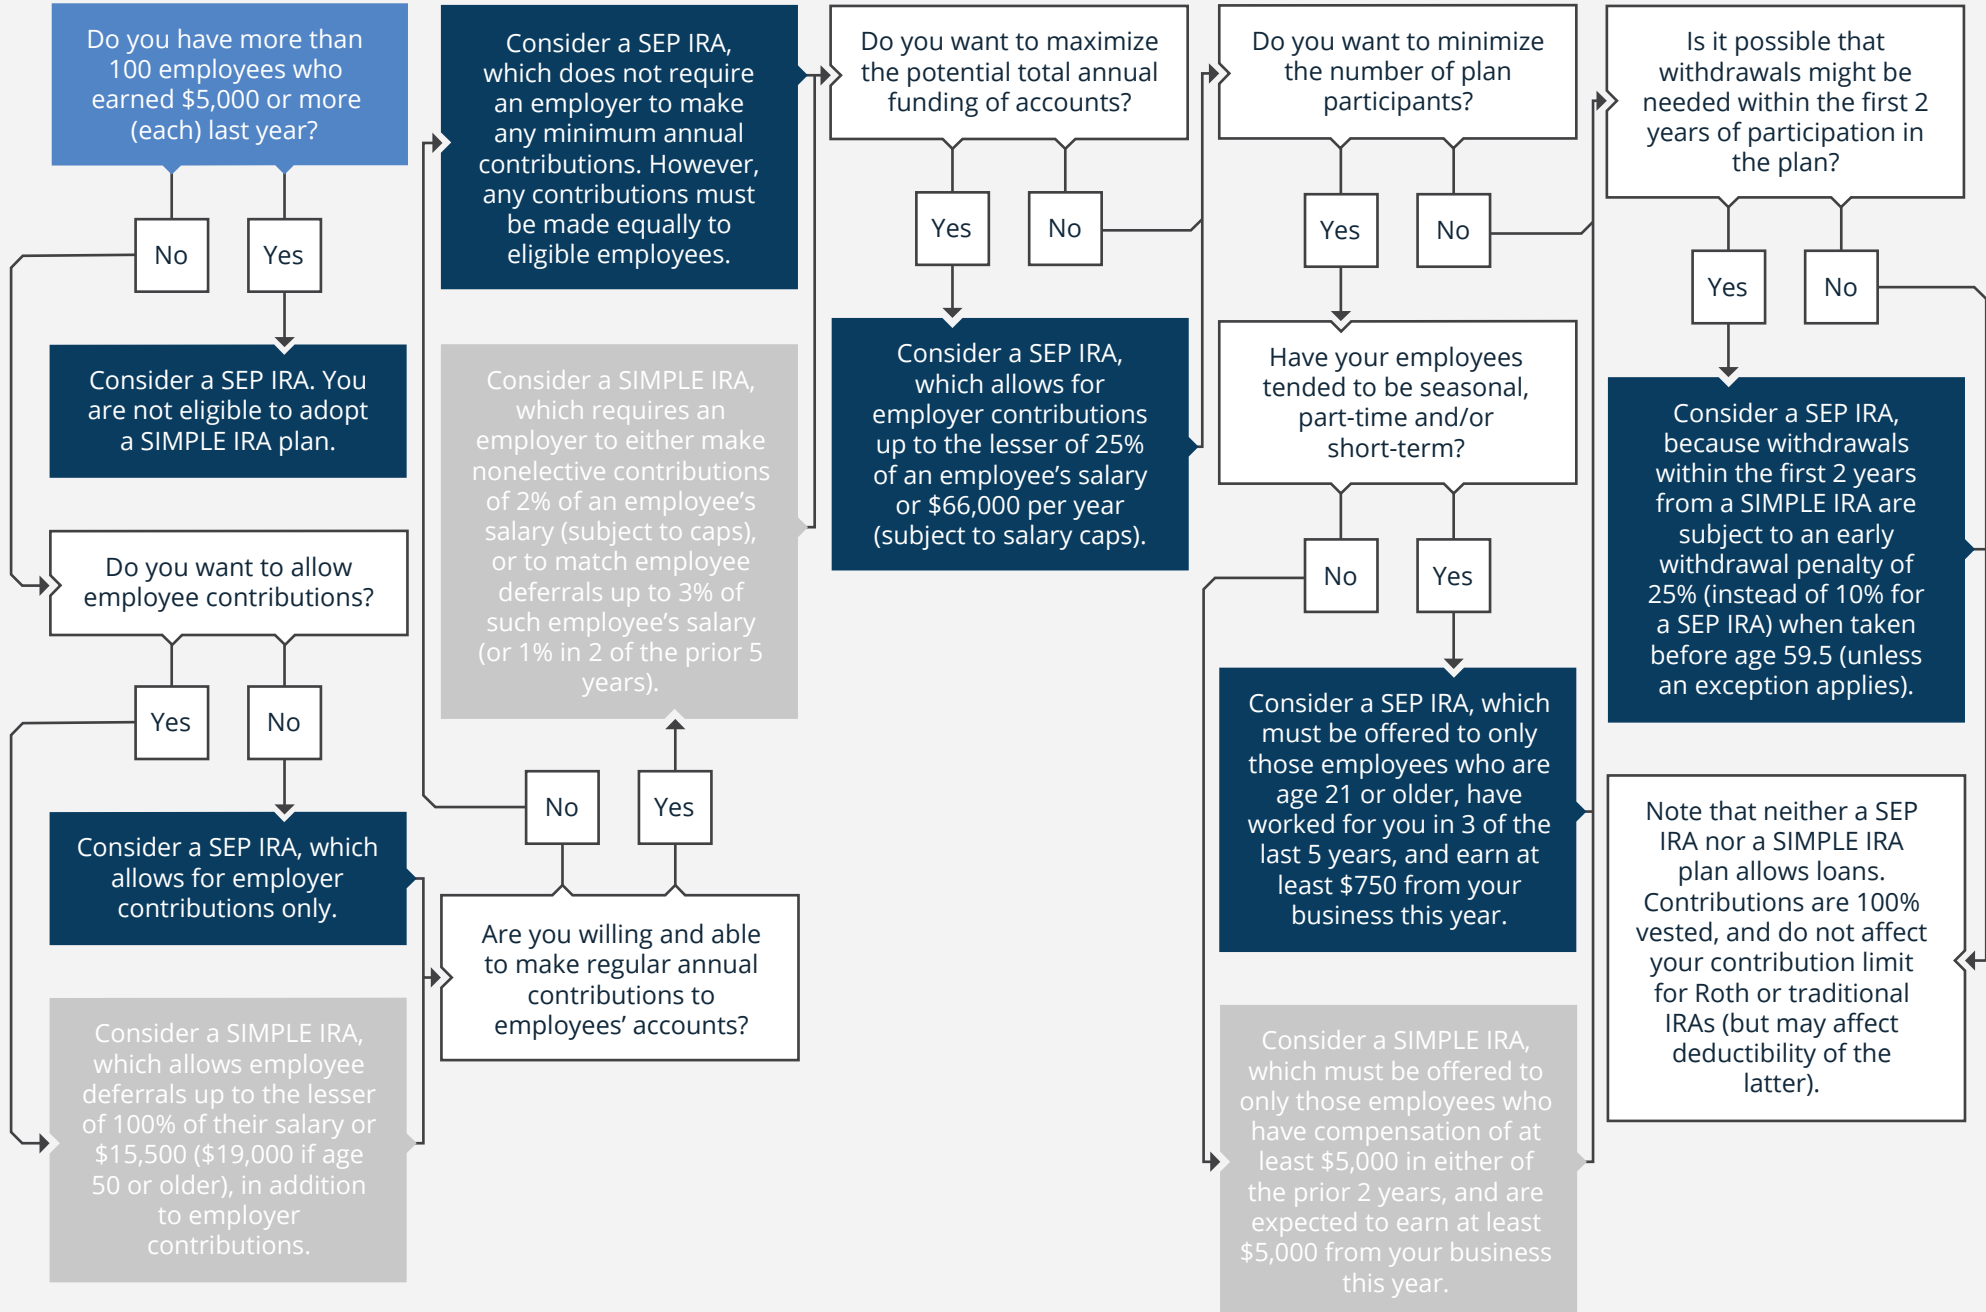 Do you have more than
100 employees who
earned $5,000 or more
(each) last year?
No
Yes
Consider a SEP IRA. You
are not eligible to adopt
a SIMPLE IRA plan.
Do you want to allow
employee contributions?
Yes
No
Consider a SEP IRA, which
allows for employer
contributions only.
Consider a SIMPLE IRA,
which allows employee
deferrals up to the lesser
of 100% of their salary or
$15,500 ($19,000 if age
50 or older), in addition
to employer
contributions.
Consider a SEP IRA,
which does not require
an employer to make
any minimum annual
contributions. However,
any contributions must
be made equally to
eligible employees.
Consider a SIMPLE IRA,
which requires an
employer to either make
nonelective contributions
of 2% of an employee’s
salary (subject to caps),
or to match employee
deferrals up to 3% of
such employee’s salary
(or 1% in 2 of the prior 5
years).
No
Yes
Are you willing and able
to make regular annual
contributions to
employees’ accounts?
Do you want to maximize
the potential total annual
funding of accounts?
Yes
No
Consider a SEP IRA,
which allows for
employer contributions
up to the lesser of 25%
of an employee’s salary
or $66,000 per year
(subject to salary caps).
Do you want to minimize
the number of plan
participants?
Yes
No
Have your employees
tended to be seasonal,
part-time and/or
short-term?
No
Yes
Consider a SEP IRA, which
must be offered to only
those employees who are
age 21 or older, have
worked for you in 3 of the
last 5 years, and earn at
least $750 from your
business this year.
Consider a SIMPLE IRA,
which must be offered to
only those employees who
have compensation of at
least $5,000 in either of
the prior 2 years, and are
expected to earn at least
$5,000 from your business
this year.
Is it possible that
withdrawals might be
needed within the first 2
years of participation in
the plan?
Yes
No
Consider a SEP IRA,
because withdrawals
within the first 2 years
from a SIMPLE IRA are
subject to an early
withdrawal penalty of
25% (instead of 10% for
a SEP IRA) when taken
before age 59.5 (unless
an exception applies).
Note that neither a SEP
IRA nor a SIMPLE IRA
plan allows loans.
Contributions are 100%
vested, and do not affect
your contribution limit
for Roth or traditional
IRAs (but may affect
deductibility of the
latter).